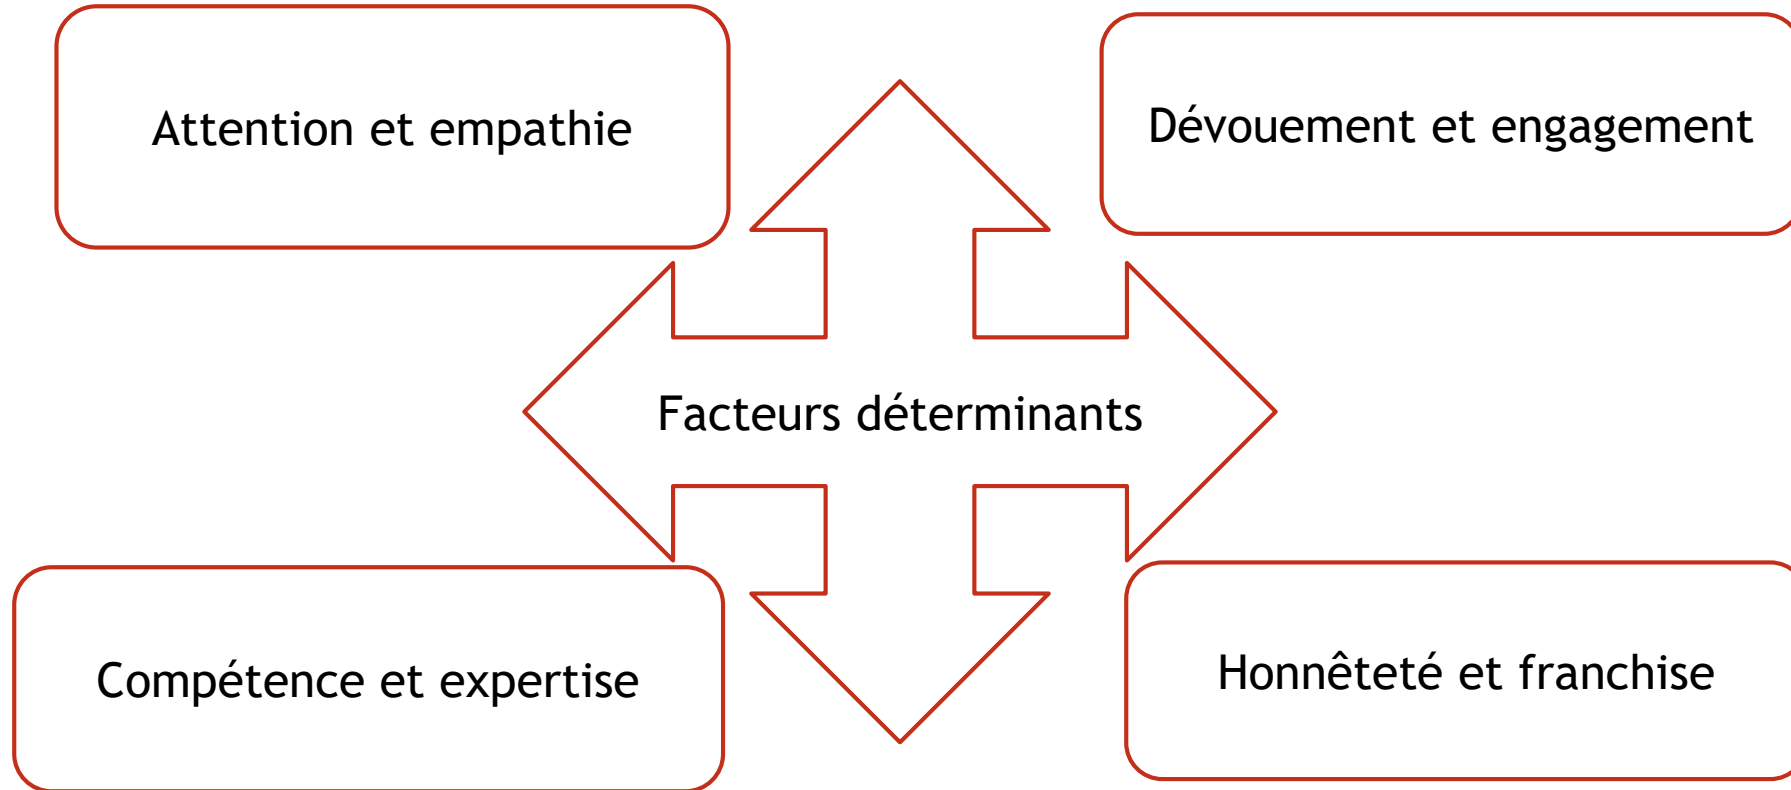 Attention et empathie
Dévouement et engagement
Facteurs déterminants
Compétence et expertise
Honnêteté et franchise